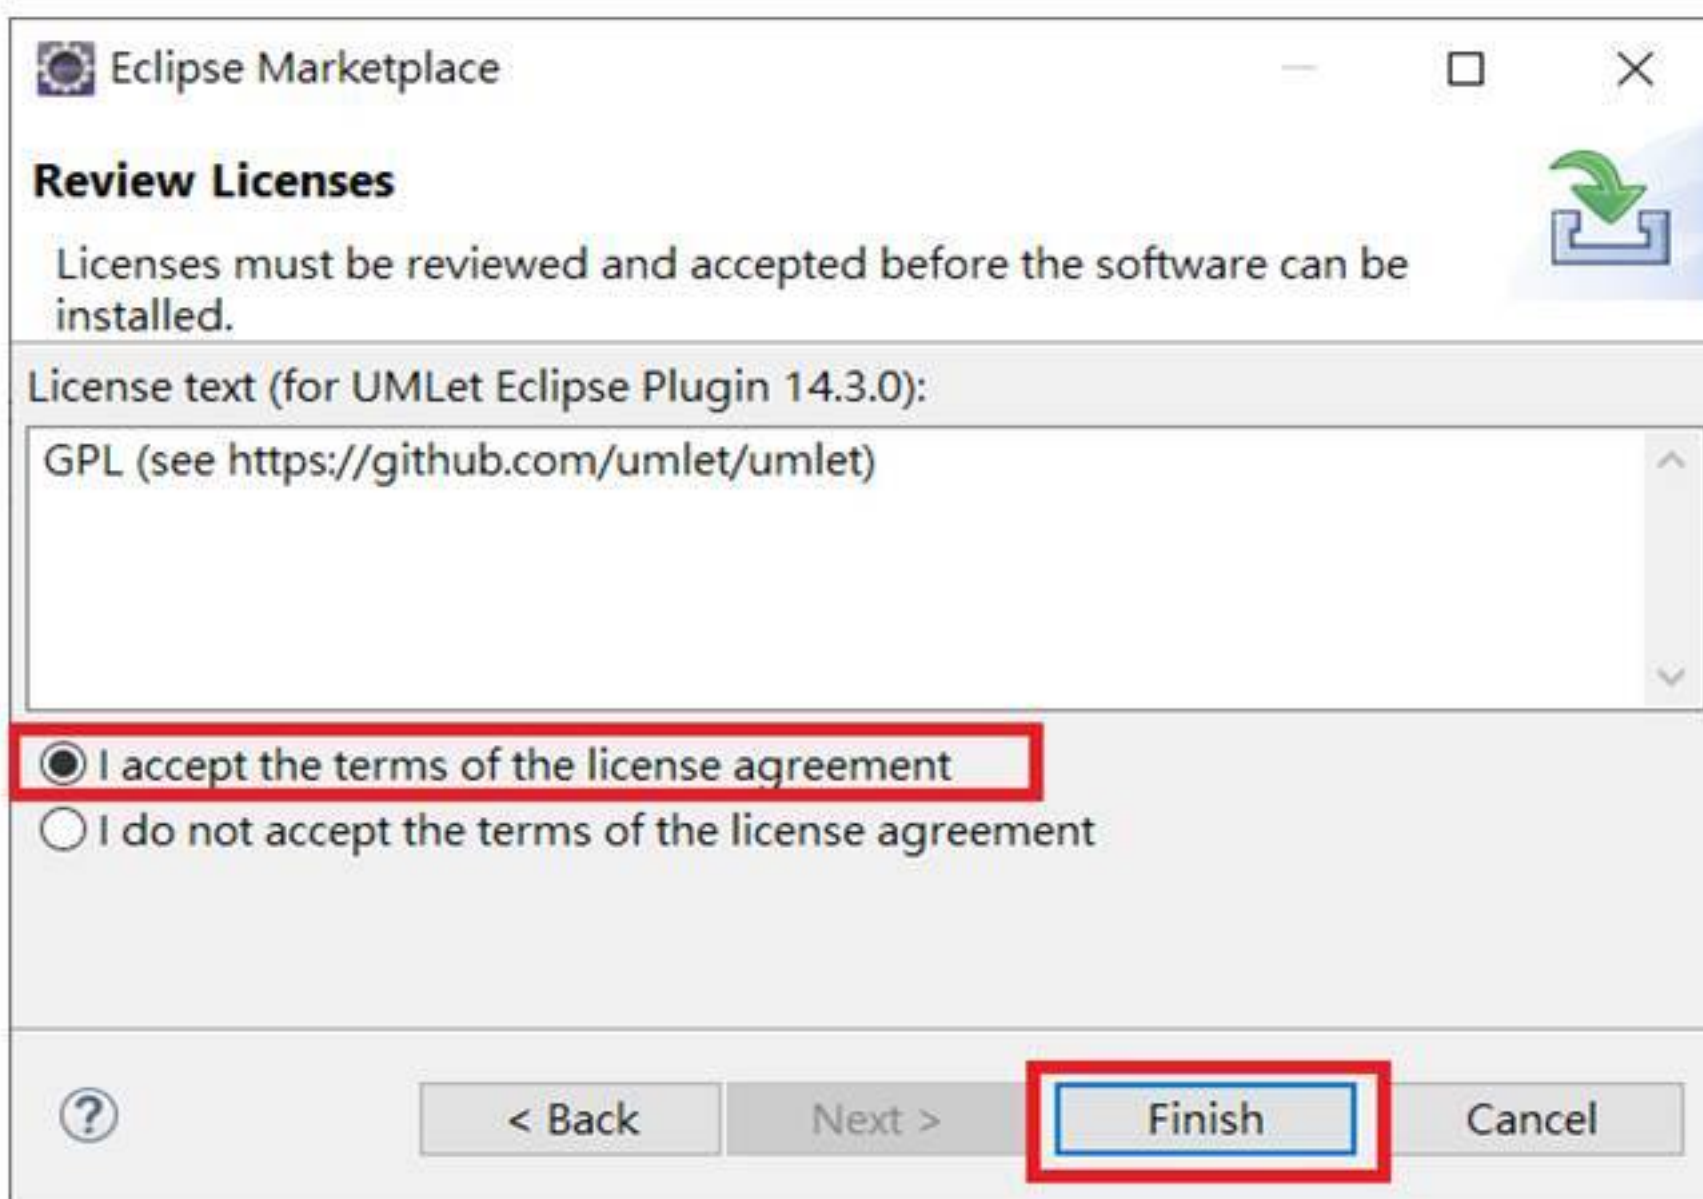 Eclipse Marketplace
Review Licenses
Licenses must be reviewed and accepted before the software can be
installed.
License text (for UMLet Eclipse Plugin 14.3.0):
GPL (see https://github.com/umlet/umlet)
I accept the terms of the license agreement
I do not accept the terms of the license agreement
? < Back Next > Finish Cancel